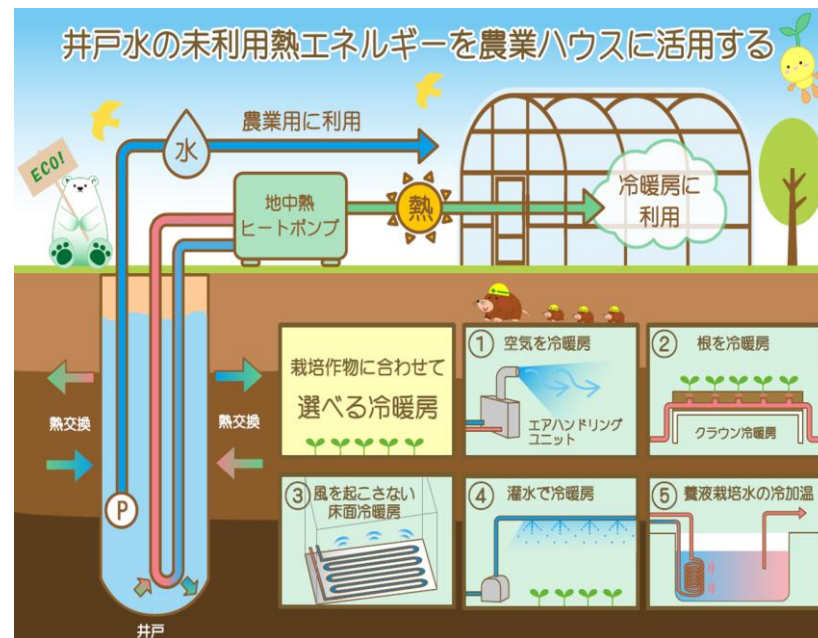 井戸水の未利用熱エネルギーを農業ハウスに活用する
ECO!
水
農業用に利用
地中熱
ヒートポンプ
熱
冷暖房に
利用
熱交換
熱交換
P
井戸
栽培作物に合わせて
選べる冷暖房
① 空気を冷暖房
エアハンドリング
ユニット
② 根を冷暖房
クラウン冷暖房
③ 風を起こさない
床面冷暖房
④ 灌水で冷暖房
⑤ 養液栽培水の冷加温